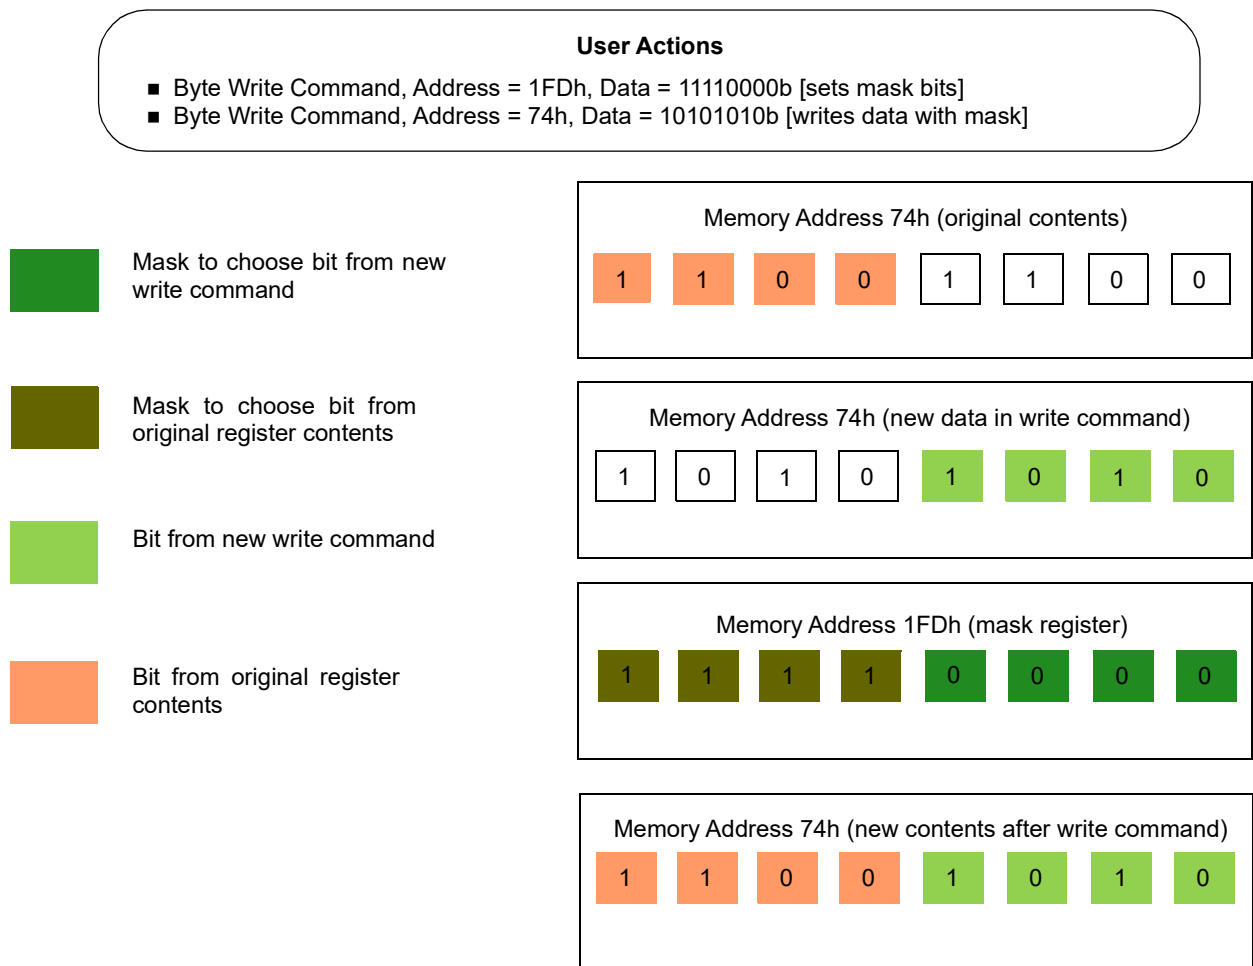 User Actions
■ Byte Write Command, Address = 1FDh, Data = 11110000b [sets mask bits]
■ Byte Write Command, Address = 74h, Data = 10101010b [writes data with mask]
Mask to choose bit from new
write command
Mask to choose bit from
original register contents
Bit from new write command
Bit from original register
contents
Memory Address 74h (original contents)
1 1 0 0 1 1 0 0
Memory Address 74h (new data in write command)
1 0 1 0 1 0 1 0
Memory Address 1FDh (mask register)
1 1 1 1 0 0 0 0
Memory Address 74h (new contents after write command)
1 1 0 0 1 0 1 0